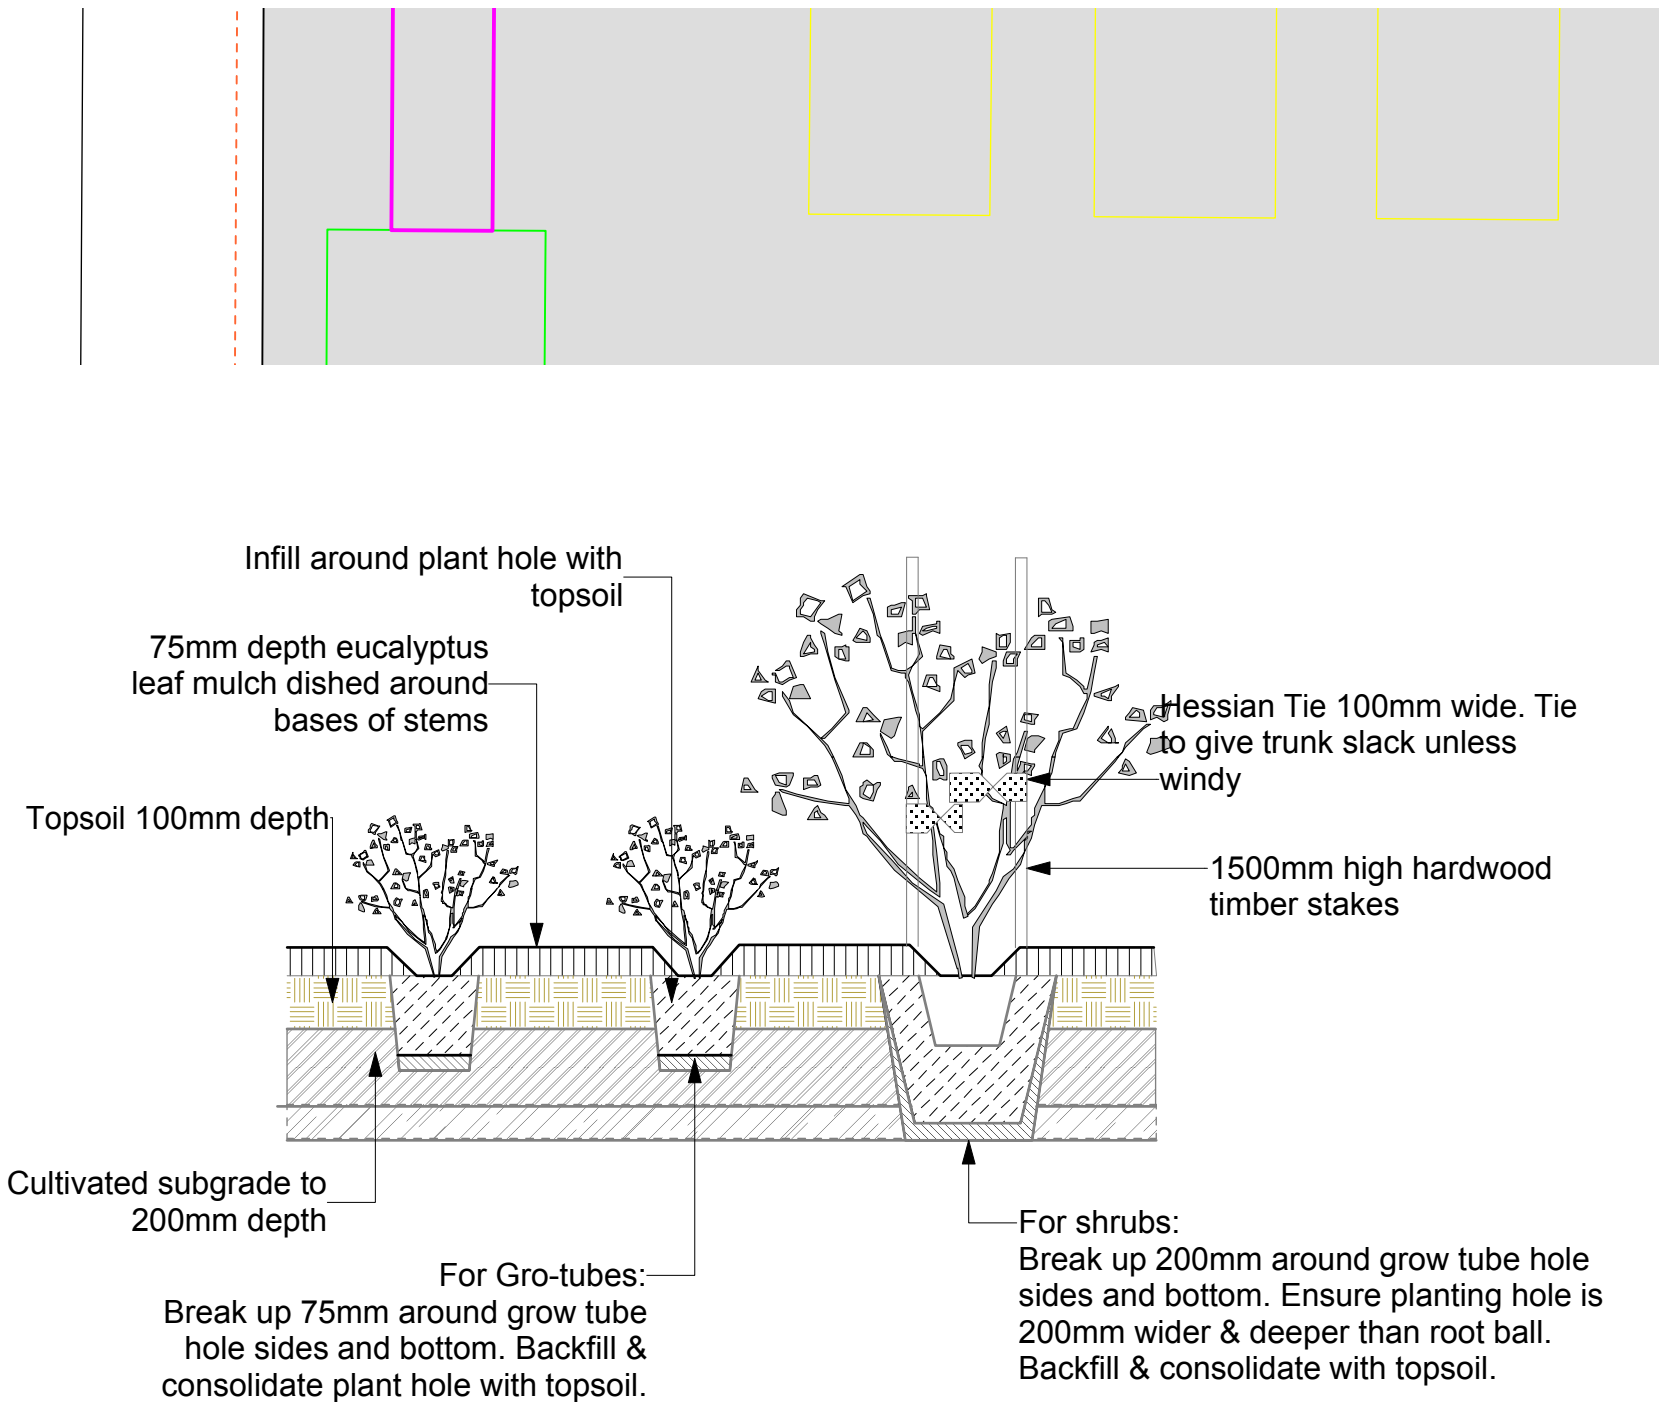 Infill around plant hole with
topsoil
75mm depth eucalyptus
leaf mulch dished around
bases of stems
Hessian Tie 100mm wide. Tie
to give trunk slack unless
windy
Topsoil 100mm depth
1500mm high hardwood
timber stakes
Cultivated subgrade to
200mm depth
For Gro-tubes:
Break up 75mm around grow tube
hole sides and bottom. Backfill &
consolidate plant hole with topsoil.
For shrubs:
Break up 200mm around grow tube hole
sides and bottom. Ensure planting hole is
200mm wider & deeper than root ball.
Backfill & consolidate with topsoil.